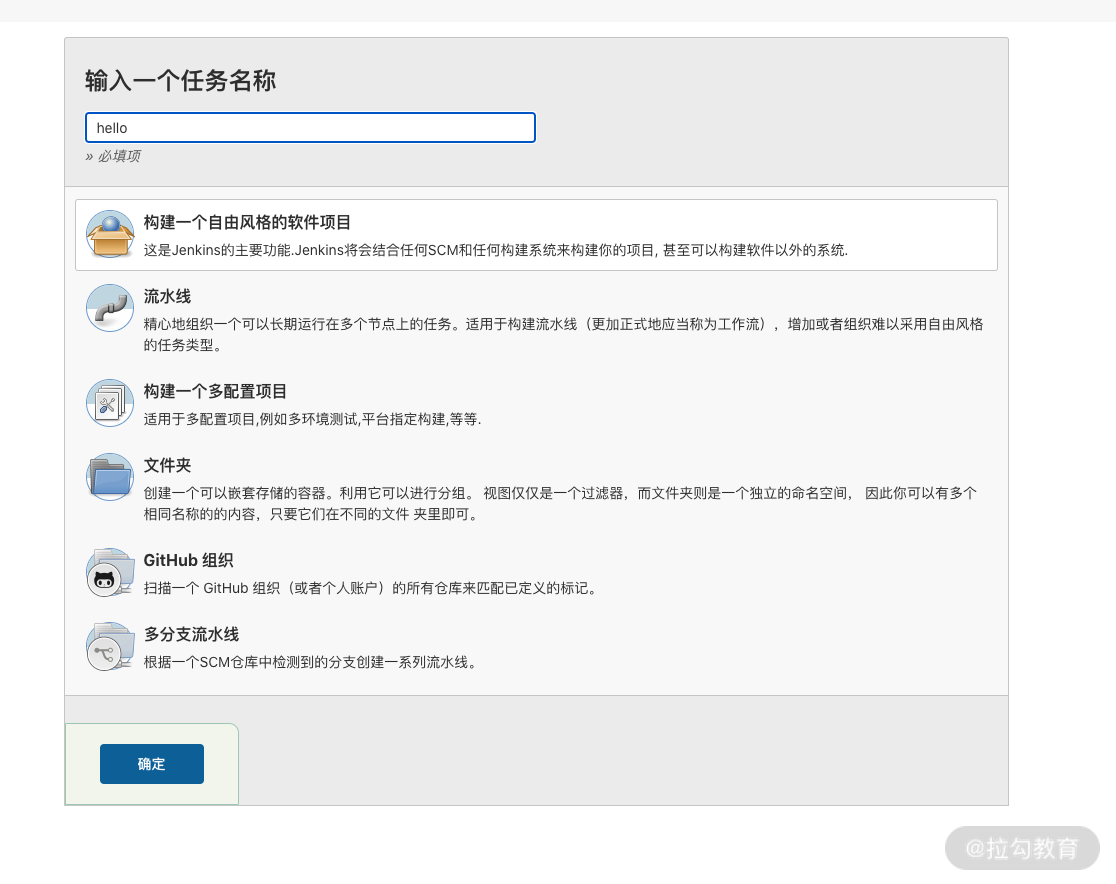 输入一个任务名称
hello
» 必填项
构建一个自由风格的软件项目
这是Jenkins的主要功能.Jenkins将会结合任何SCM和任何构建系统来构建你的项目, 甚至可以构建软件以外的系统.
流水线
精心地组织一个可以长期运行在多个节点上的任务。适用于构建流水线（更加正式地应当称为工作流），增加或者组织难以采用自由风格
的任务类型。
构建一个多配置项目
适用于多配置项目,例如多环境测试,平台指定构建,等等.
文件夹
创建一个可以嵌套存储的容器。利用它可以进行分组。 视图仅仅是一个过滤器，而文件夹则是一个独立的命名空间， 因此你可以有多个
相同名称的的内容，只要它们在不同的文件 夹里即可。
GitHub 组织
扫描一个 GitHub 组织（或者个人账户）的所有仓库来匹配已定义的标记。
多分支流水线
根据一个SCM仓库中检测到的分支创建一系列流水线。
确定
@拉勾教育